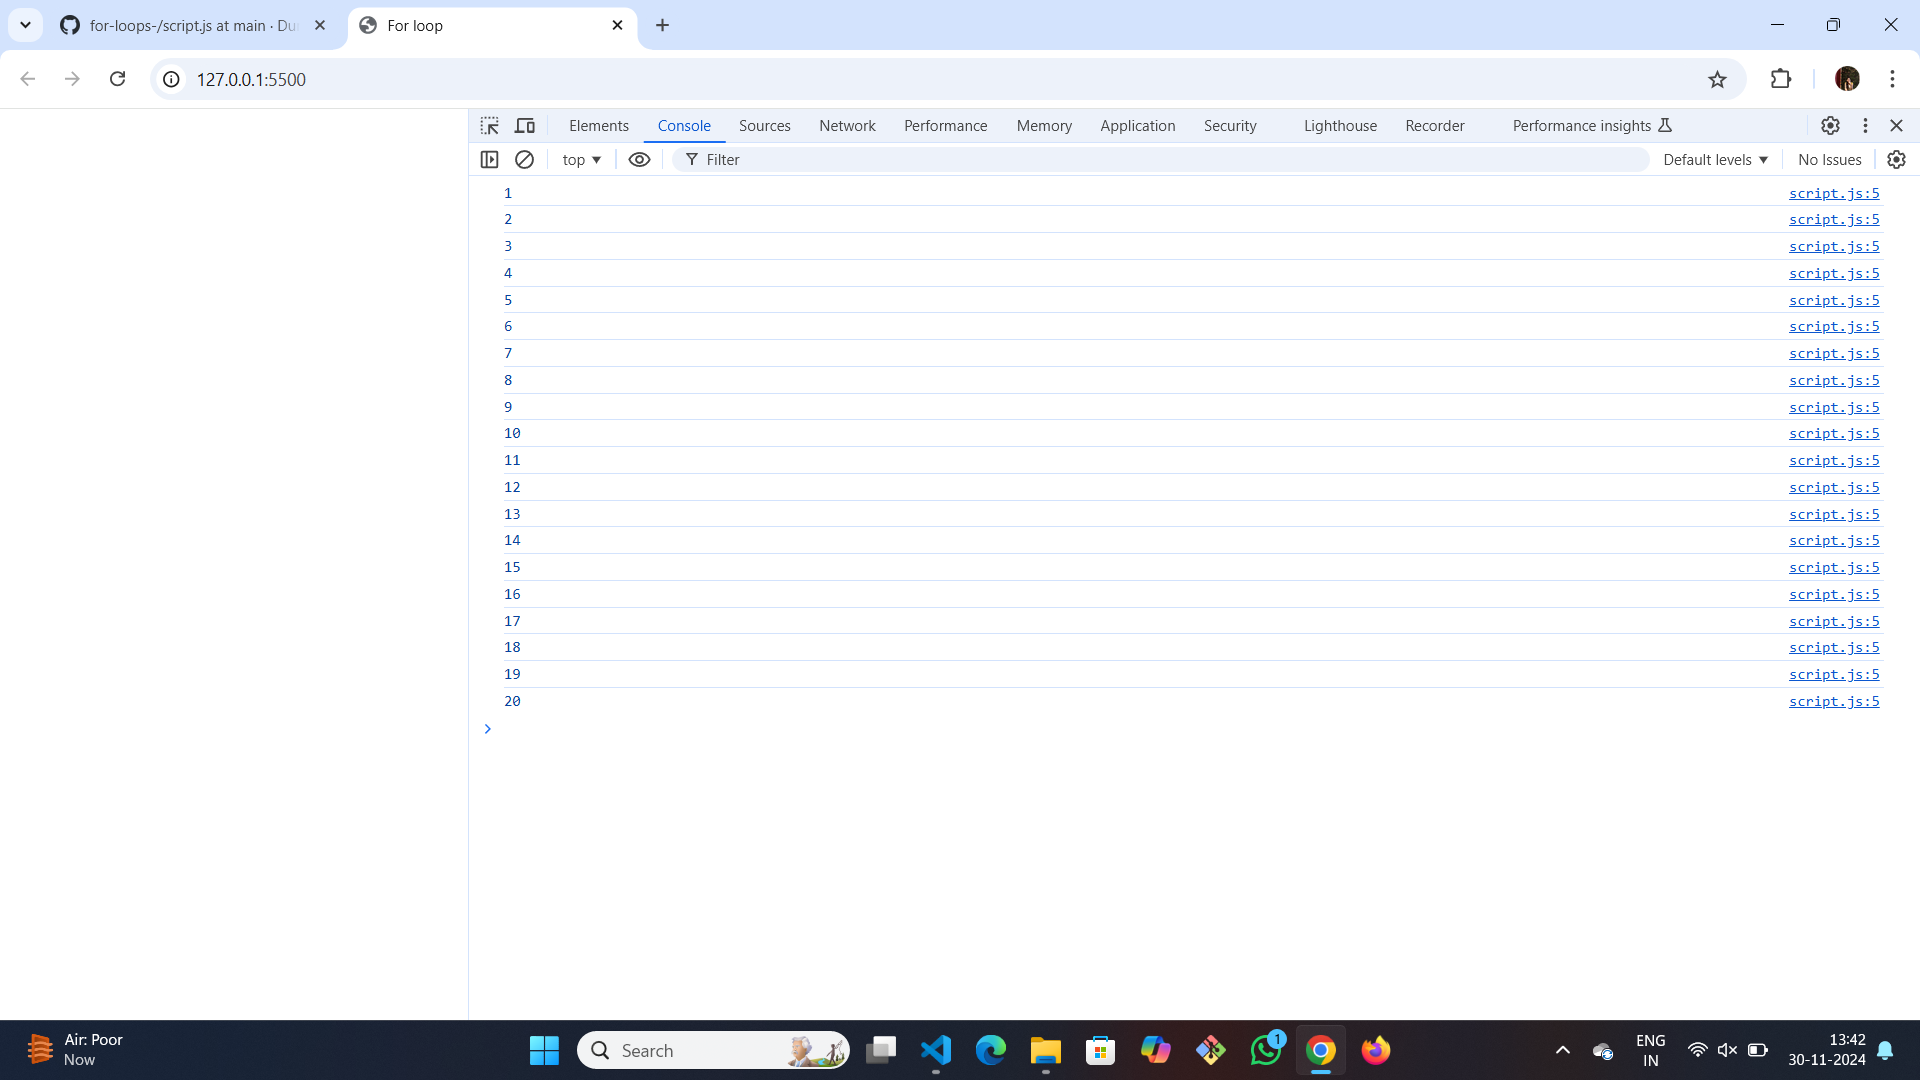 for-loops-/script.js at main · Du
For loop
127.0.0.1:5500
Elements Console Sources Network Performance Memory Application Security Lighthouse Recorder Performance insights
top Filter Default levels No Issues
1 script.js:5
2 script.js:5
3 script.js:5
4 script.js:5
5 script.js:5
6 script.js:5
7 script.js:5
8 script.js:5
9 script.js:5
10 script.js:5
11 script.js:5
12 script.js:5
13 script.js:5
14 script.js:5
15 script.js:5
16 script.js:5
17 script.js:5
18 script.js:5
19 script.js:5
20 script.js:5
Air: Poor
Now
Search
1
ENG
IN
13:42
30-11-2024